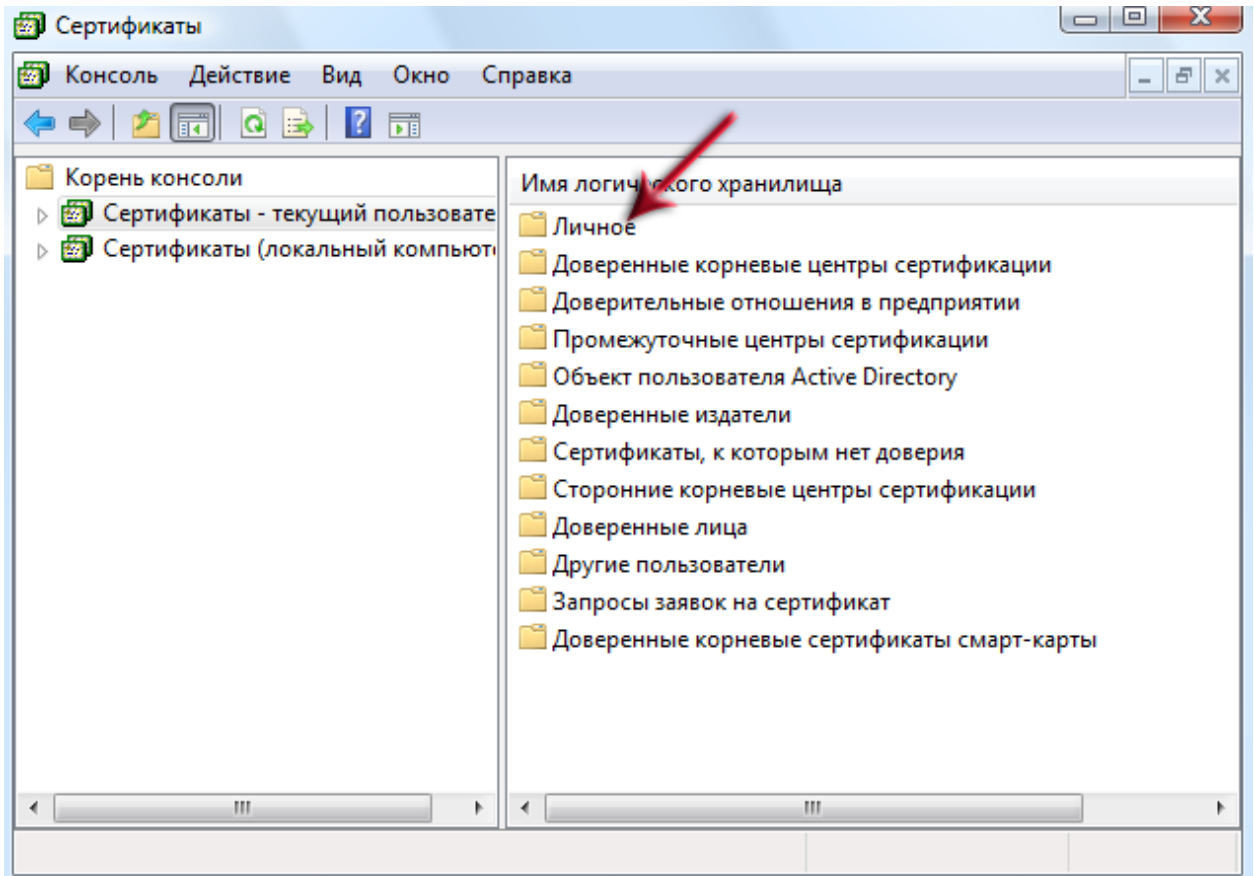 Сертификаты
Консоль Действие Вид Окно Справка
Корень консоли
Сертификаты - текущий пользовате
Сертификаты (локальный компьют
Имя хранилища
Личное
Доверенные корневые центры сертификации
Доверительные отношения в предприятии
Промежуточные центры сертификации
Объект пользователя Active Directory
Доверенные издатели
Сертификаты, к которым нет доверия
Сторонние корневые центры сертификации
Доверенные лица
Другие пользователи
Запросы заявок на сертификат
Доверенные корневые сертификаты смарт-карты